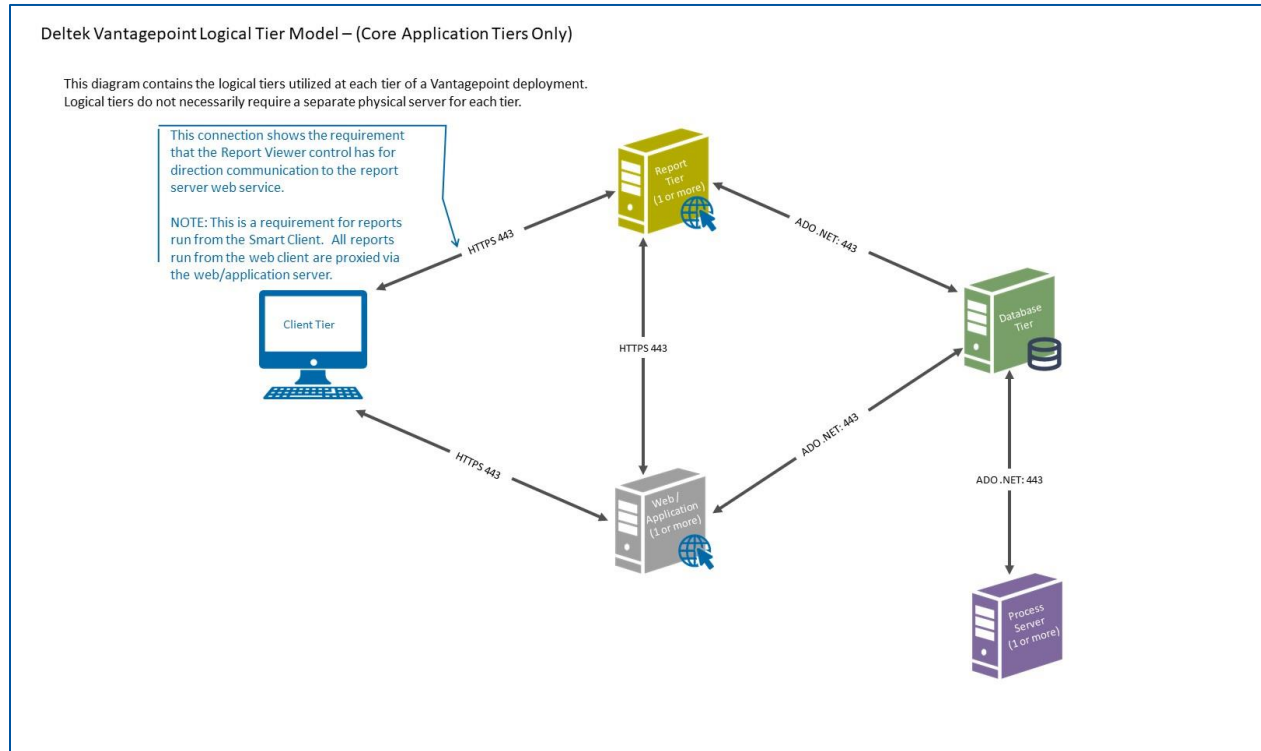 Deltek Vantagepoint Logical Tier Model – (Core Application Tiers Only)
This diagram contains the logical tiers utilized at each tier of a Vantagepoint deployment.
Logical tiers do not necessarily require a separate physical server for each tier.
This connection shows the requirement
that the Report Viewer control has for
direction communication to the report
server web service.
NOTE: This is a requirement for reports
run from the Smart Client. All reports
run from the web client are proxied via
the web/application server.
Report
Tier
(1 or more)
HTTPS 443
ADO .NET: 443
Client Tier
Database
Tier
HTTPS 443
ADO .NET: 443
HTTPS 443
ADO .NET: 443
Web /
Application
(1 or more)
Process
Server
(1 or more)